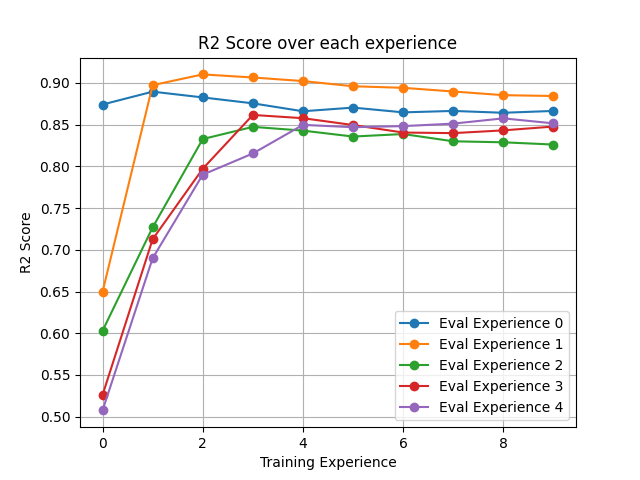 R2 Score over each experience
R2 Score
0.90
0.85
0.80
0.75
0.70
0.65
0.60
0.55
0.50
Eval Experience 0
Eval Experience 1
Eval Experience 2
Eval Experience 3
Eval Experience 4
0 2 4 6 8
Training Experience